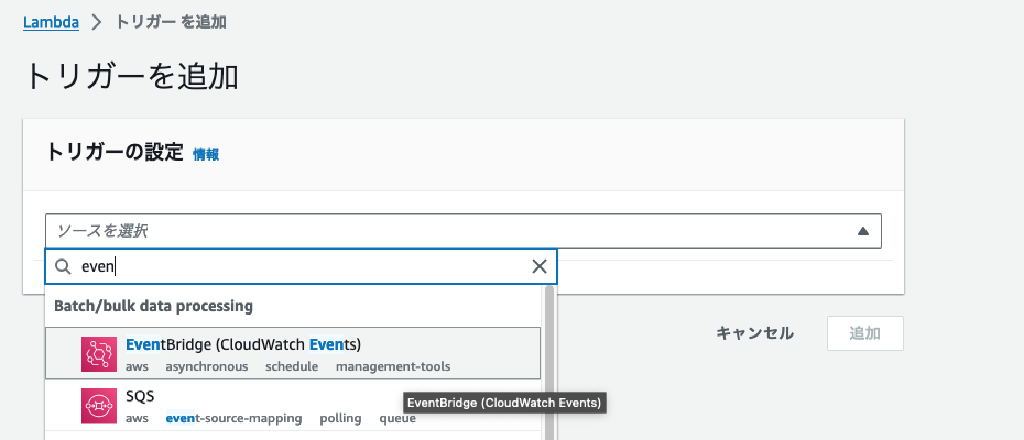 Lambda > トリガー を追加
トリガーを追加
トリガーの設定 情報
ソースを選択
even
Batch/bulk data processing
EventBridge (CloudWatch Events)
aws asynchronous schedule management-tools
キャンセル 追加
SQS
EventBridge (CloudWatch Events)
aws event-source-mapping polling queue